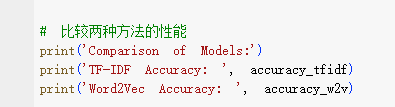 # 比较两种方法的性能
print('Comparison of Models:')
print('TF-IDF Accuracy: ', accuracy_tfidf)
print('Word2Vec Accuracy: ', accuracy_w2v)